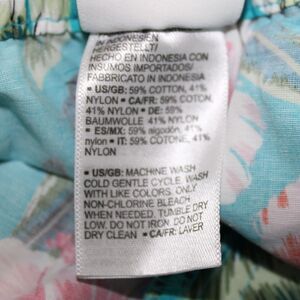 IN INDONESIEN
HERGESTELLT/
HECHO EN INDONESIA CON
INSUMOS IMPORTADOS/
FABBRICATO IN INDONESIA
• US/GB: 59% COTTON, 41%
NYLON • CA/FR: 59% COTON,
41% NYLON • DE: 59%
BAUMWOLLE 41% NYLON
• ES/MX: 59% algodón, 41%
nylon • IT: 59% COTONE, 41%
NYLON
• US/GB: MACHINE WASH
COLD GENTLE CYCLE. WASH
WITH LIKE COLORS. ONLY
NON-CHLORINE BLEACH
WHEN NEEDED. TUMBLE DRY
LOW. DO NOT IRON. DO NOT
DRY CLEAN • CA/FR: LAVER